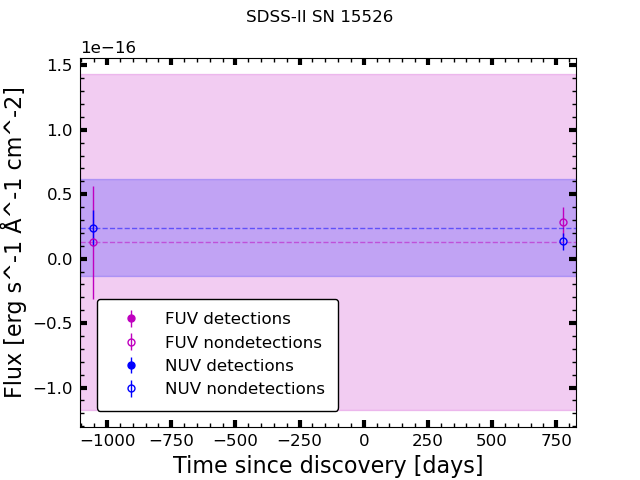 SDSS-II SN 15526
1e−16
1.5
1.0
0.5
0.0
−0.5
−1.0
Flux [erg s^-1 Å^-1 cm^-2]
FUV detections
FUV nondetections
NUV detections
NUV nondetections
−1000 −750 −500 −250 0 250 500 750
Time since discovery [days]